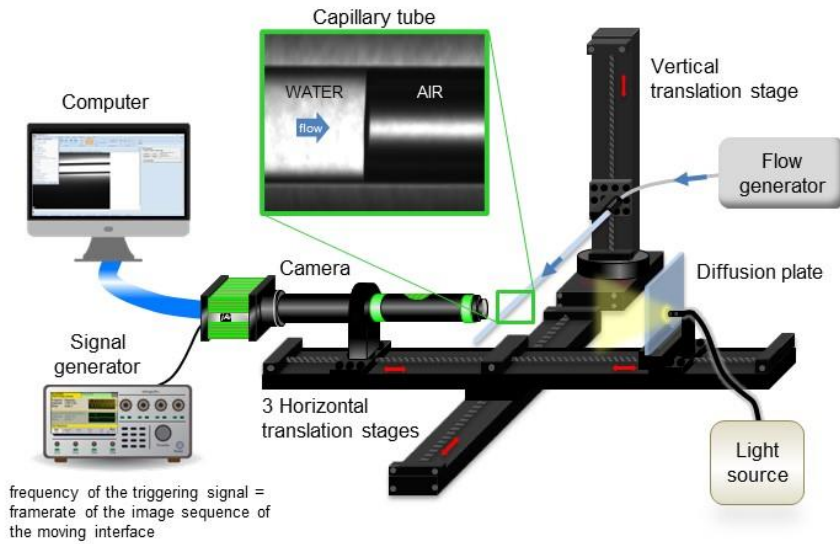 Capillary tube
Computer
WATER
AIR
flow
Vertical
translation stage
Flow
generator
Camera
Diffusion plate
Signal
generator
3 Horizontal
translation stages
Light
source
frequency of the triggering signal =
framerate of the image sequence of
the moving interface